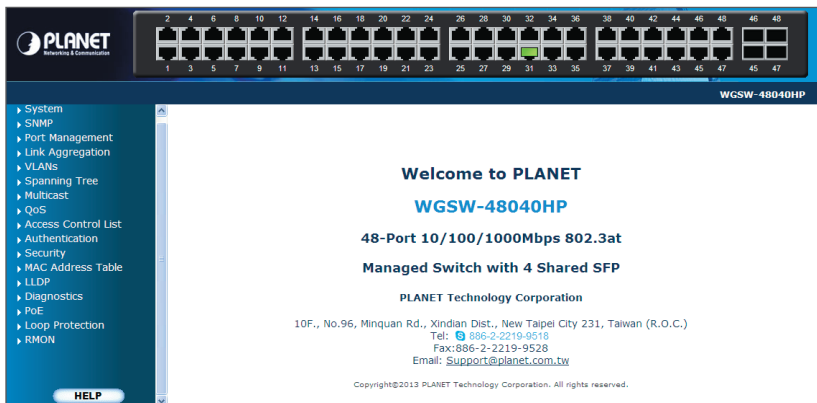 2 4 6 8 10 12 14 16 18 20 22 24 26 28 30 32 34 36 38 40 42 44 46 48 46 48
PLANET
Networking & Communication
1 3 5 7 9 11 13 15 17 19 21 23 25 27 29 31 33 35 37 39 41 43 45 47 45 47
WGSW-48040HP
System
SNMP
Port Management
Link Aggregation
VLANs
Spanning Tree
Multicast
QoS
Access Control List
Authentication
Security
MAC Address Table
LLDP
Diagnostics
PoE
Loop Protection
RMON
HELP
Welcome to PLANET
WGSW-48040HP
48-Port 10/100/1000Mbps 802.3at
Managed Switch with 4 Shared SFP
PLANET Technology Corporation
10F., No.96, Minquan Rd., Xindian Dist., New Taipei City 231, Taiwan (R.O.C.)
Tel: 886-2-2219-9518
Fax:886-2-2219-9528
Email: Support@planet.com.tw
Copyright©2013 PLANET Technology Corporation. All rights reserved.